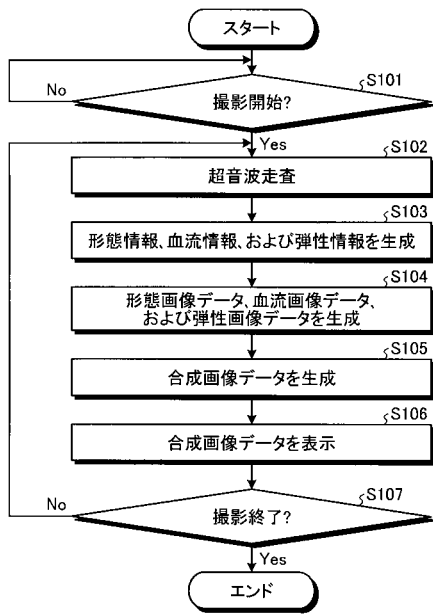 スタート
S101
No
撮影開始?
Yes
S102
超音波走査
S103
形態情報、血流情報、および弾性情報を生成
S104
形態画像データ、血流画像データ、
および弾性画像データを生成
S105
合成画像データを生成
S106
合成画像データを表示
S107
No
撮影終了?
Yes
エンド